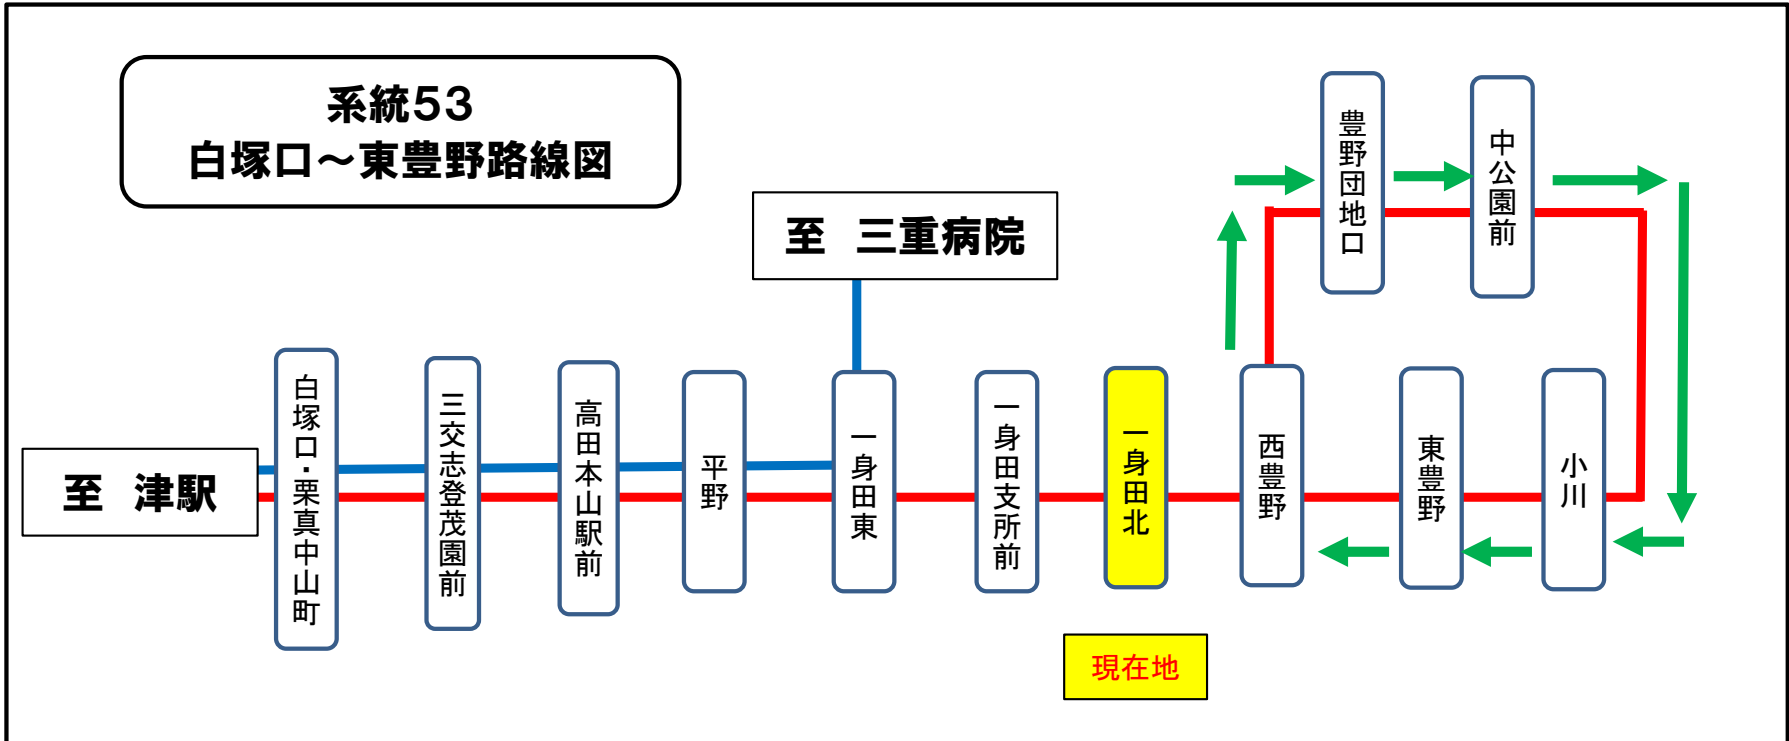 系統53
白塚口～東豊野路線図
至　三重病院
豊野団地口
中公園前
至　津駅
白塚口・栗真中山町
三交志登茂園前
高田本山駅前
平野
一身田東
一身田支所前
一身田北
西豊野
東豊野
小川
現在地